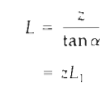 L = z / tan α
= zL₁